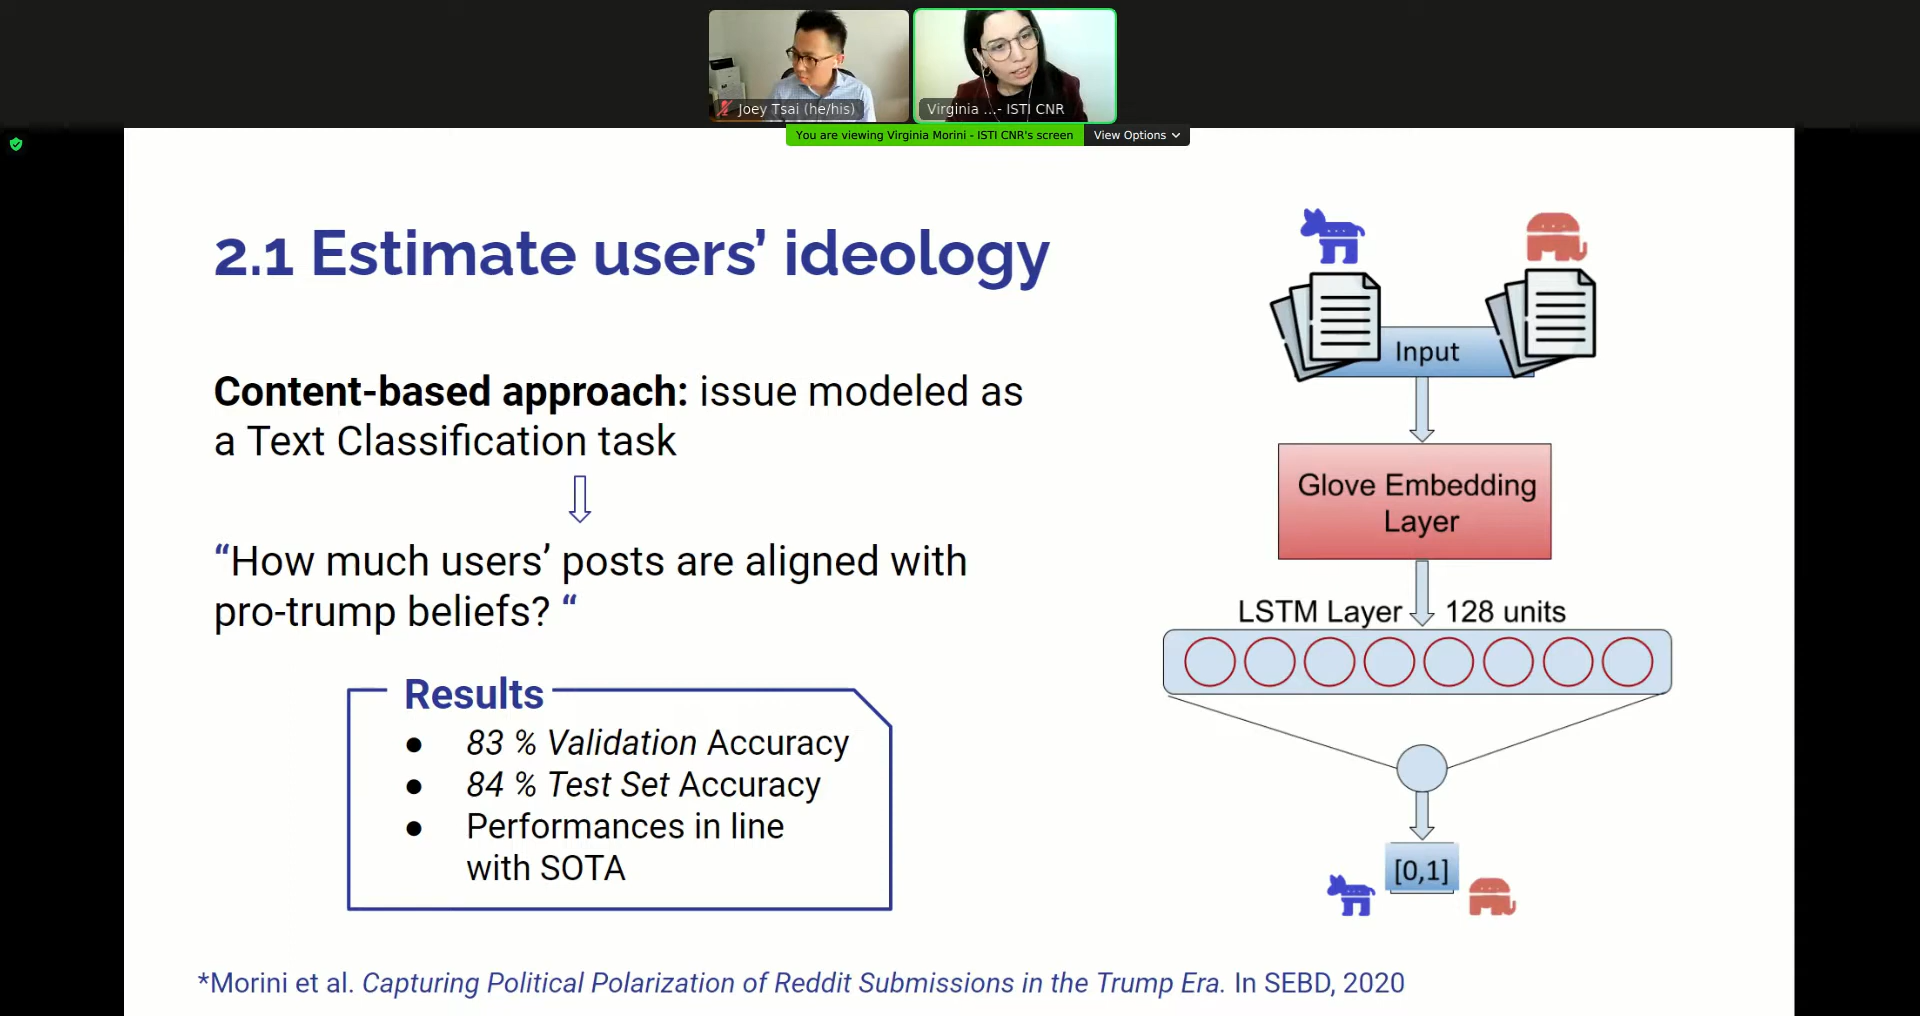 Joey Tsai (he/his)
Virginia ...- ISTI CNR
You are viewing Virginia Morini - ISTI CNR's screen
View Options
2.1 Estimate users’ ideology
Content-based approach: issue modeled as
a Text Classification task
“How much users’ posts are aligned with
pro-trump beliefs? “
Results
● 83 % Validation Accuracy
● 84 % Test Set Accuracy
● Performances in line
with SOTA
Input
Glove Embedding
Layer
LSTM Layer 128 units
[0,1]
*Morini et al. Capturing Political Polarization of Reddit Submissions in the Trump Era. In SEBD, 2020